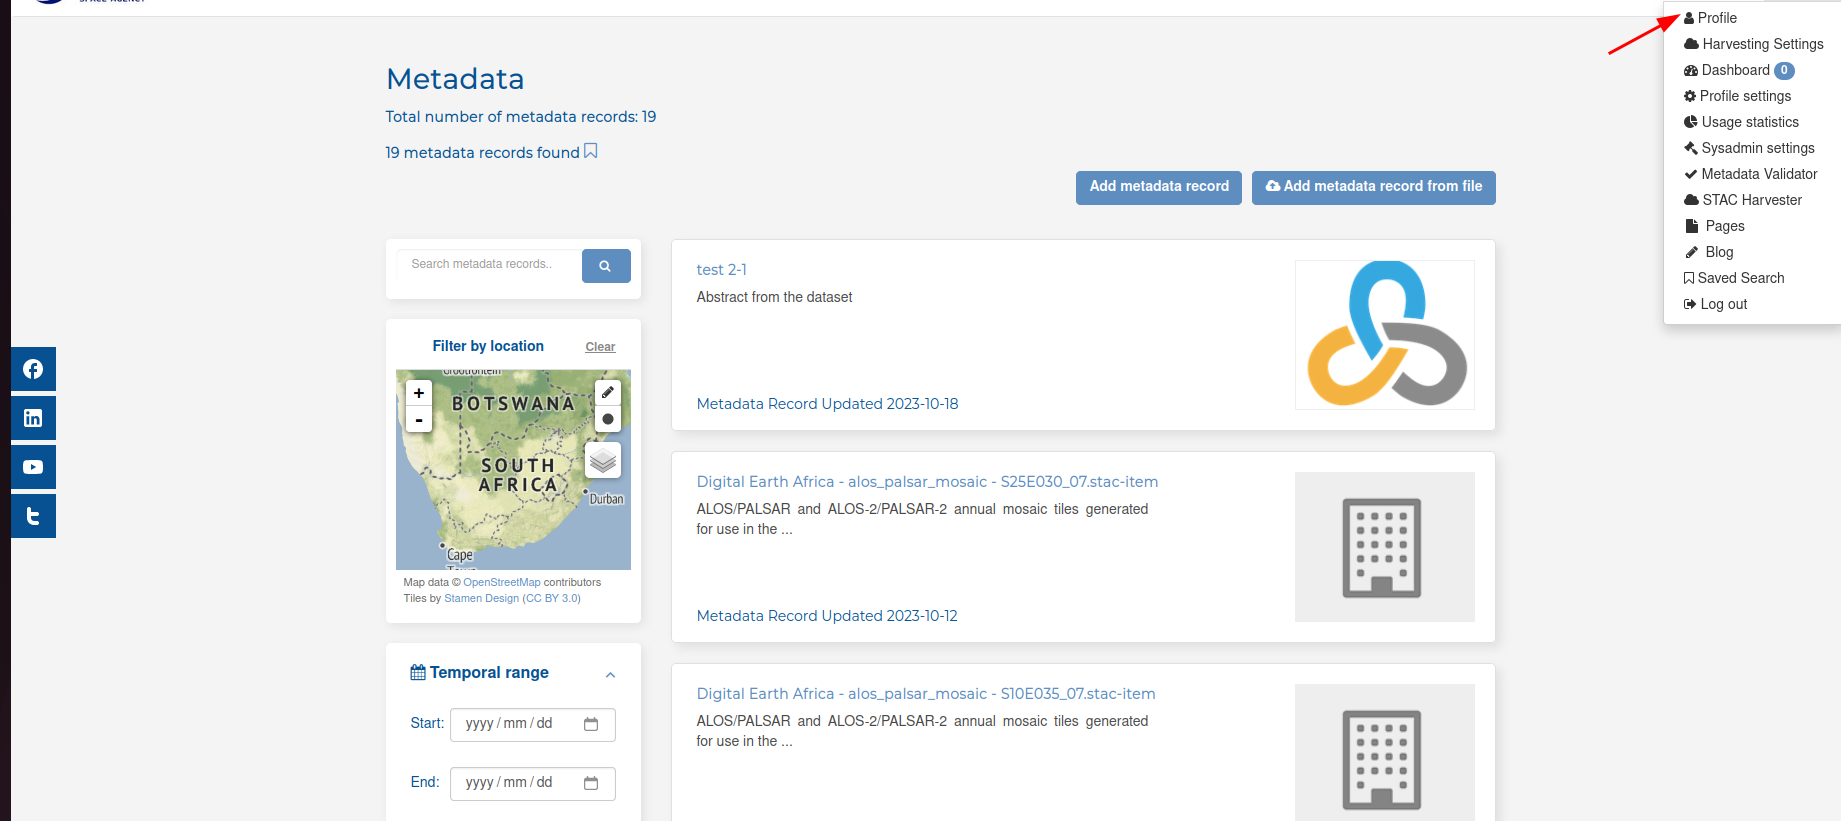 SPACE AGENCY
Profile
Harvesting Settings
Dashboard 0
Profile settings
Usage statistics
Sysadmin settings
Metadata Validator
STAC Harvester
Pages
Blog
Saved Search
Log out
Metadata
Total number of metadata records: 19
19 metadata records found
Add metadata record
Add metadata record from file
Search metadata records..
Filter by location
Clear
+
-
Grootfontein
BOTSWANA
SOUTH
AFRICA
Durban
Cape
Town
Map data © OpenStreetMap contributors
Tiles by Stamen Design (CC BY 3.0)
Temporal range
Start: yyyy/mm/dd
End: yyyy/mm/dd
test 2-1
Abstract from the dataset
Metadata Record Updated 2023-10-18
Digital Earth Africa - alos_palsar_mosaic - S25E030_07.stac-item
ALOS/PALSAR and ALOS-2/PALSAR-2 annual mosaic tiles generated
for use in the ...
Metadata Record Updated 2023-10-12
Digital Earth Africa - alos_palsar_mosaic - S10E035_07.stac-item
ALOS/PALSAR and ALOS-2/PALSAR-2 annual mosaic tiles generated
for use in the ...